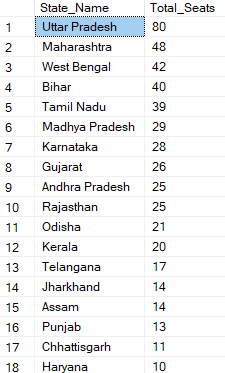 State_Name Total_Seats
1 Uttar Pradesh 80
2 Maharashtra 48
3 West Bengal 42
4 Bihar 40
5 Tamil Nadu 39
6 Madhya Pradesh 29
7 Karnataka 28
8 Gujarat 26
9 Andhra Pradesh 25
10 Rajasthan 25
11 Odisha 21
12 Kerala 20
13 Telangana 17
14 Jharkhand 14
15 Assam 14
16 Punjab 13
17 Chhattisgarh 11
18 Haryana 10